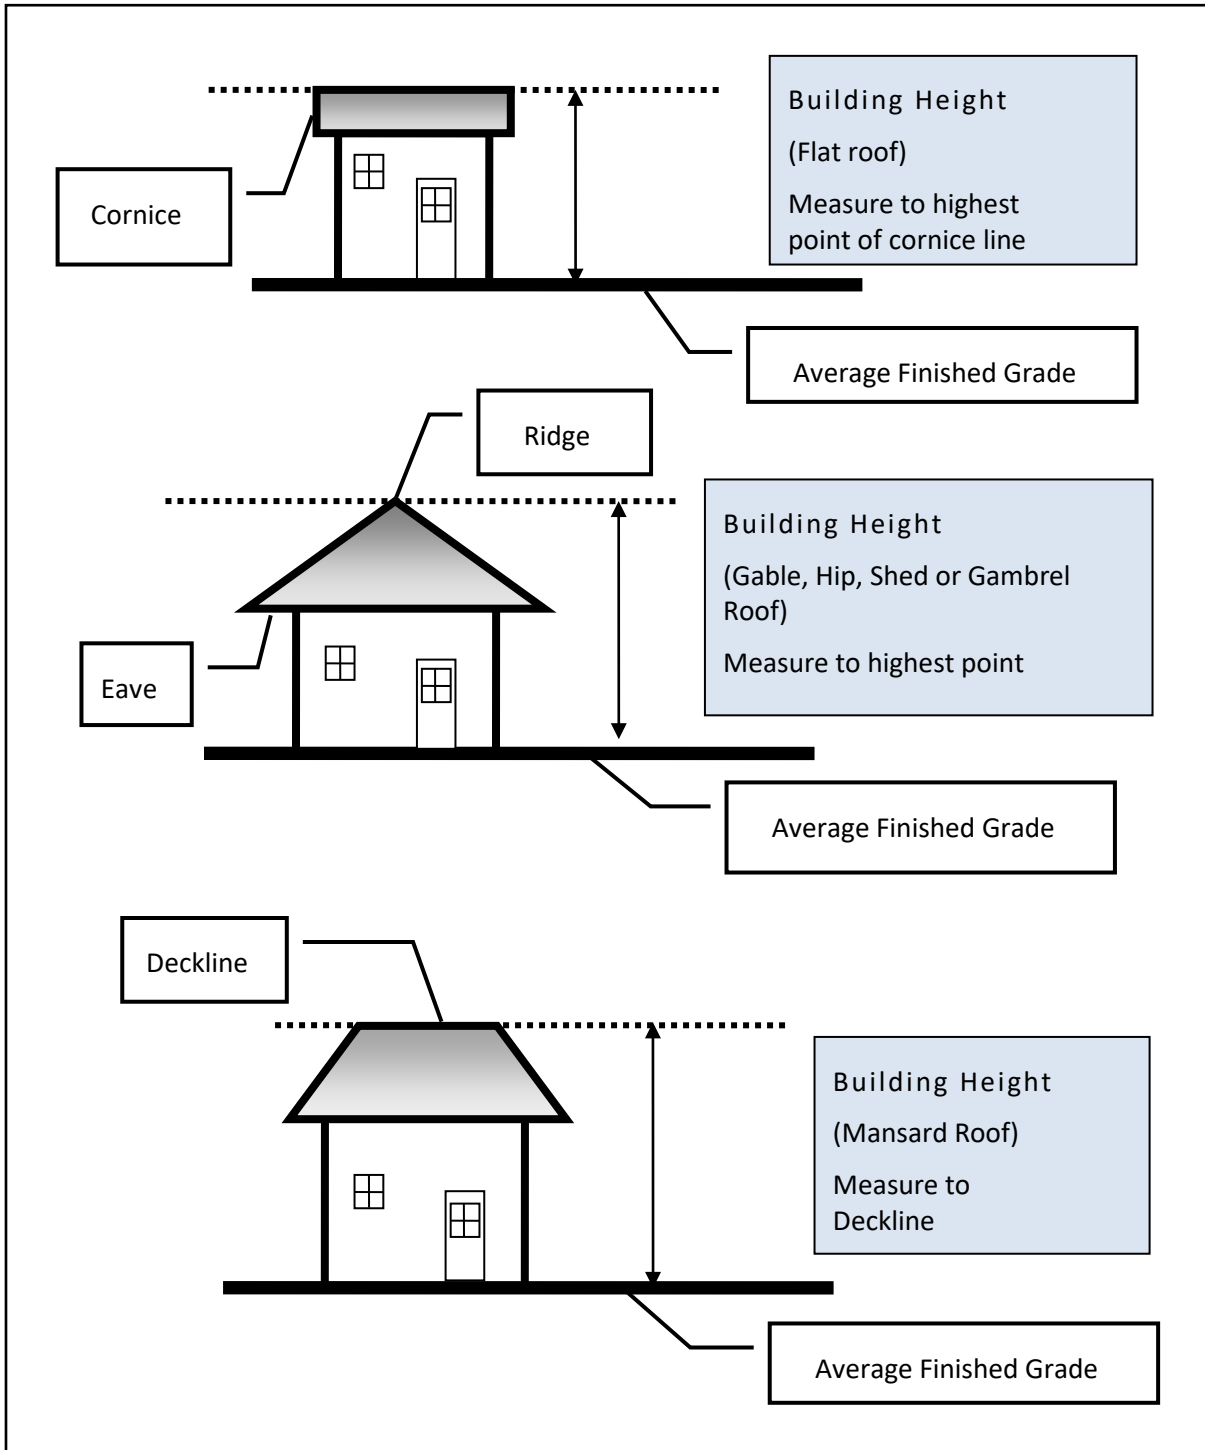 Building Height
(Flat roof)
Measure to highest
point of cornice line
Cornice
Average Finished Grade
Ridge
Building Height
(Gable, Hip, Shed or Gambrel
Roof)
Measure to highest point
Eave
Average Finished Grade
Deckline
Building Height
(Mansard Roof)
Measure to
Deckline
Average Finished Grade